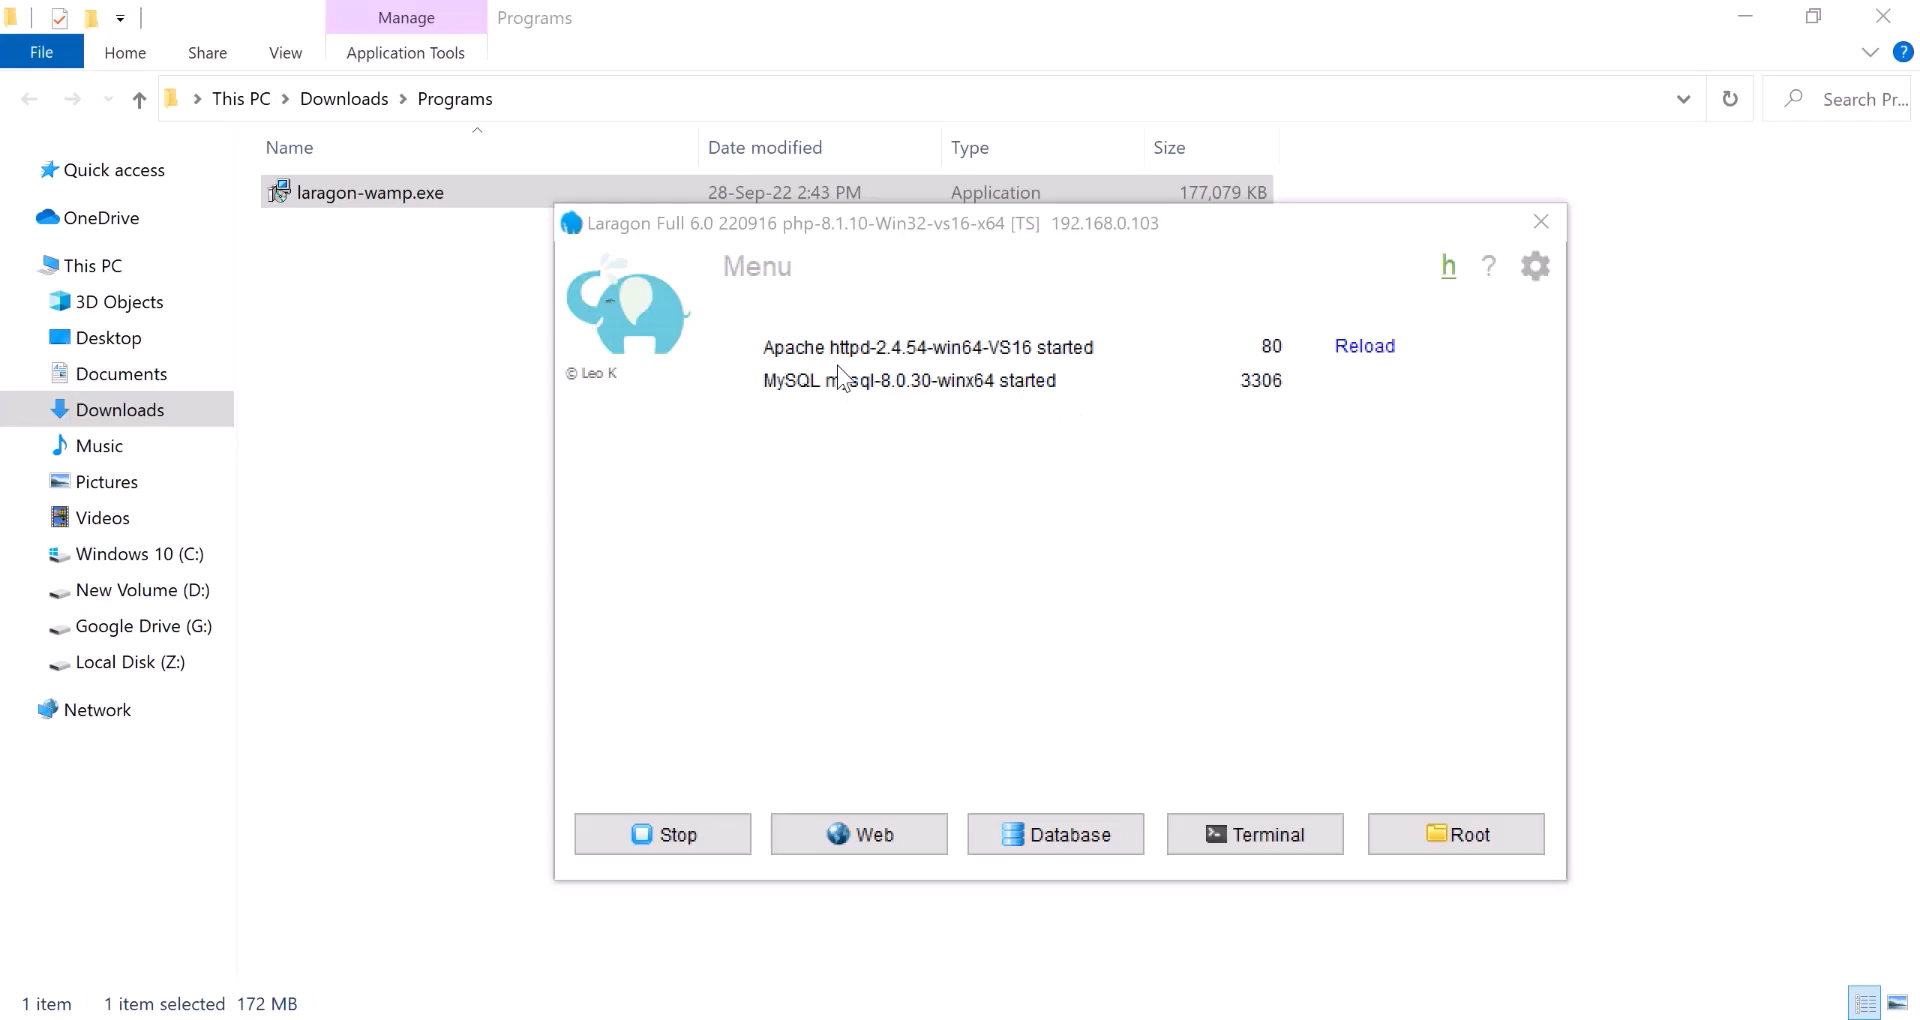 Manage
Programs
File
Home
Share
View
Application Tools
?
This PC
Downloads
Programs
Search Pr...
Name
Date modified
Type
Size
Quick access
OneDrive
This PC
3D Objects
Desktop
Documents
Downloads
Music
Pictures
Videos
Windows 10 (C:)
New Volume (D:)
Google Drive (G:)
Local Disk (Z:)
Network
laragon-wamp.exe
28-Sep-22 2:43 PM
Application
177,079 KB
Laragon Full 6.0 220916 php-8.1.10-Win32-vs16-x64 [TS] 192.168.0.103
Menu
h
?
© Leo K
Apache httpd-2.4.54-win64-VS16 started
80
Reload
MySQL mysql-8.0.30-winx64 started
3306
Stop
Web
Database
Terminal
Root
1 item
1 item selected
172 MB